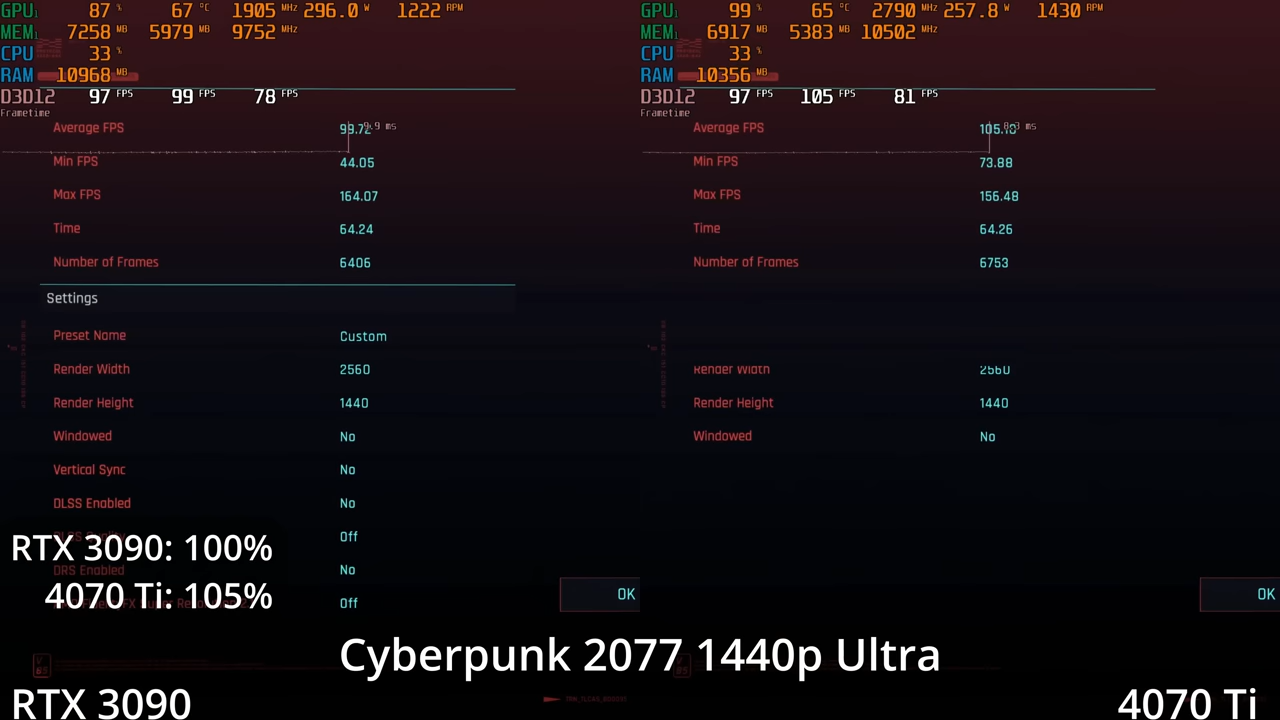 GPU1 87 % 67 °C 1905 MHz 296.0 W 1222 RPM
MEM1 7258 MB 5979 MB 9752 MHz
CPU 33 %
RAM 10968 MB
D3D12 97 FPS 99 FPS 78 FPS
Frametime
Average FPS 99.72
Min FPS 44.05
Max FPS 164.07
Time 64.24
Number of Frames 6406
Settings
Preset Name Custom
Render Width 2560
Render Height 1440
Windowed No
Vertical Sync No
DLSS Enabled No
Off
DRS Enabled No
Off
OK
GPU1 99 % 65 °C 2790 MHz 257.8 W 1430 RPM
MEM1 6917 MB 5383 MB 10502 MHz
CPU 33 %
RAM 10356 MB
D3D12 97 FPS 105 FPS 81 FPS
Frametime
Average FPS
Min FPS 73.88
Max FPS 156.48
Time 64.26
Number of Frames 6753
Render Width 2560
Render Height 1440
Windowed No
OK
RTX 3090: 100%
4070 Ti: 105%
Cyberpunk 2077 1440p Ultra
RTX 3090
4070 Ti